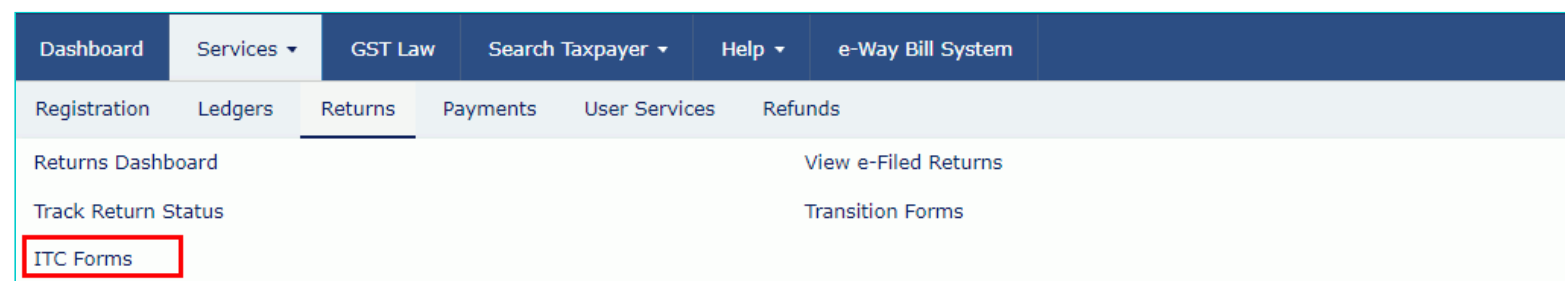 Dashboard Services GST Law Search Taxpayer Help e-Way Bill System
Registration Ledgers Returns Payments User Services Refunds
Returns Dashboard View e-Filed Returns
Track Return Status Transition Forms
ITC Forms